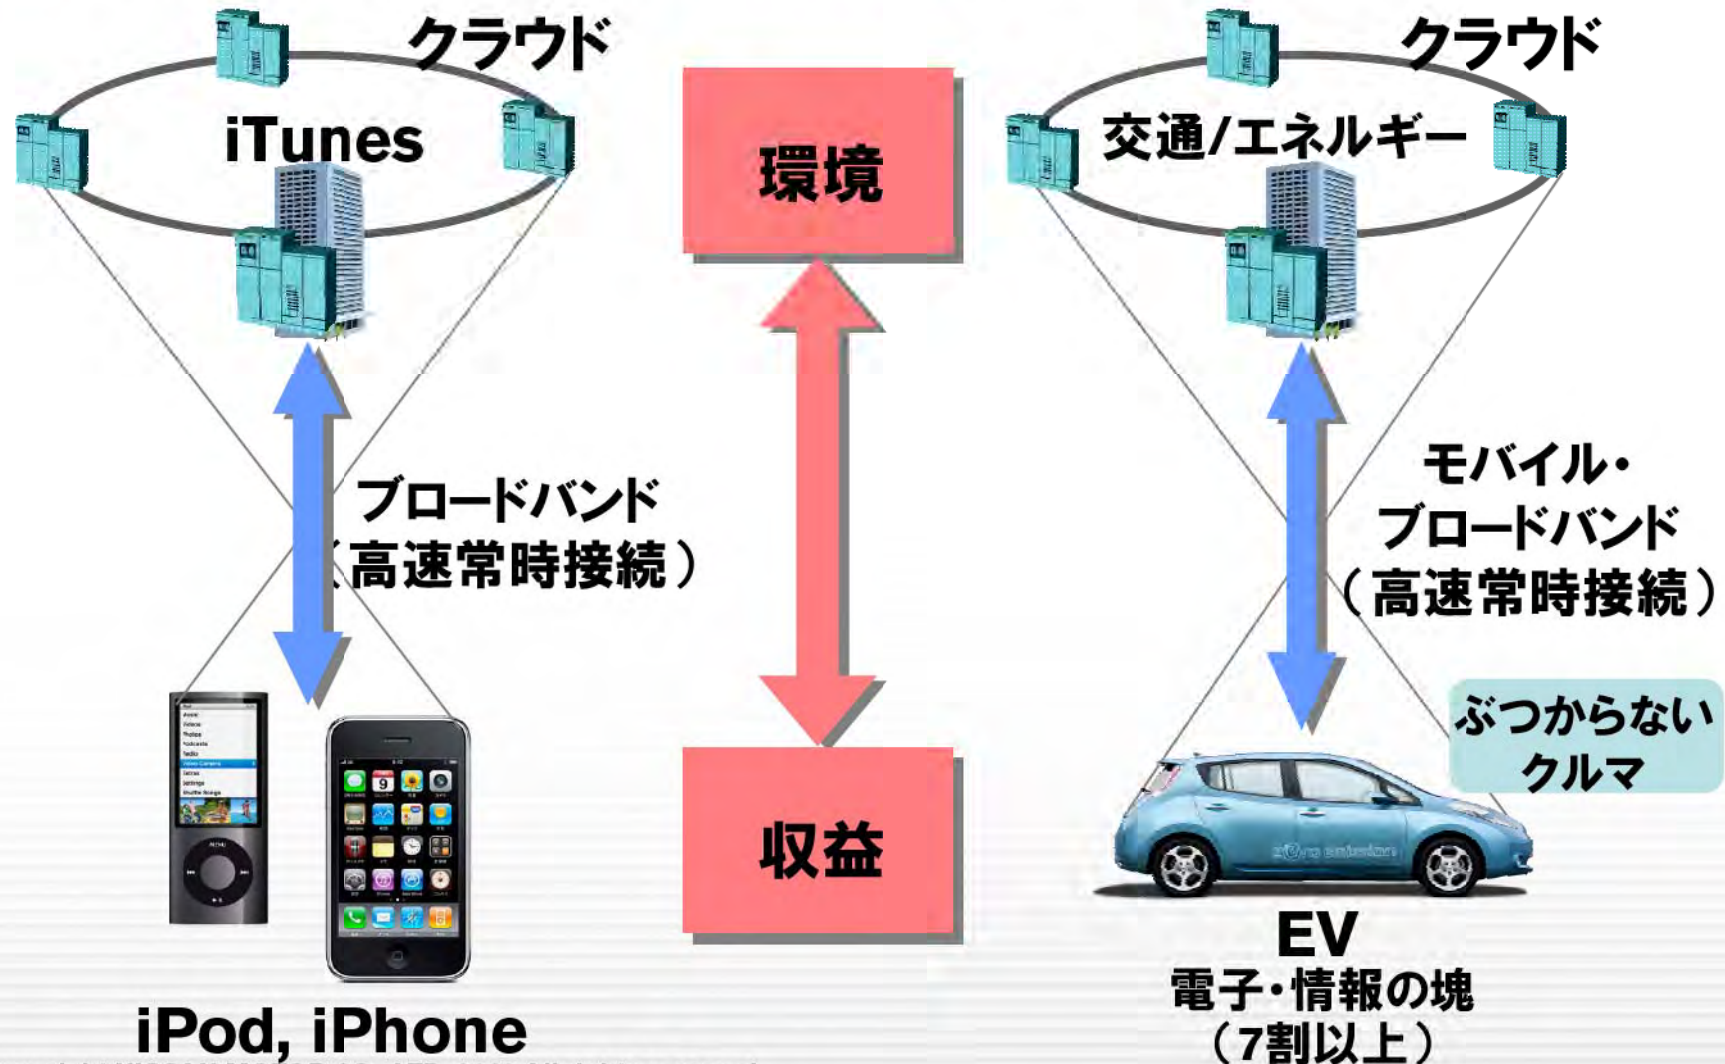 クラウド
iTunes
ブロードバンド
（高速常時接続）
iPod, iPhone
環境
収益
クラウド
交通/エネルギー
モバイル・
ブロードバンド
（高速常時接続）
ぶつからない
クルマ
zero emission
EV
電子・情報の塊
（7割以上）
MENU